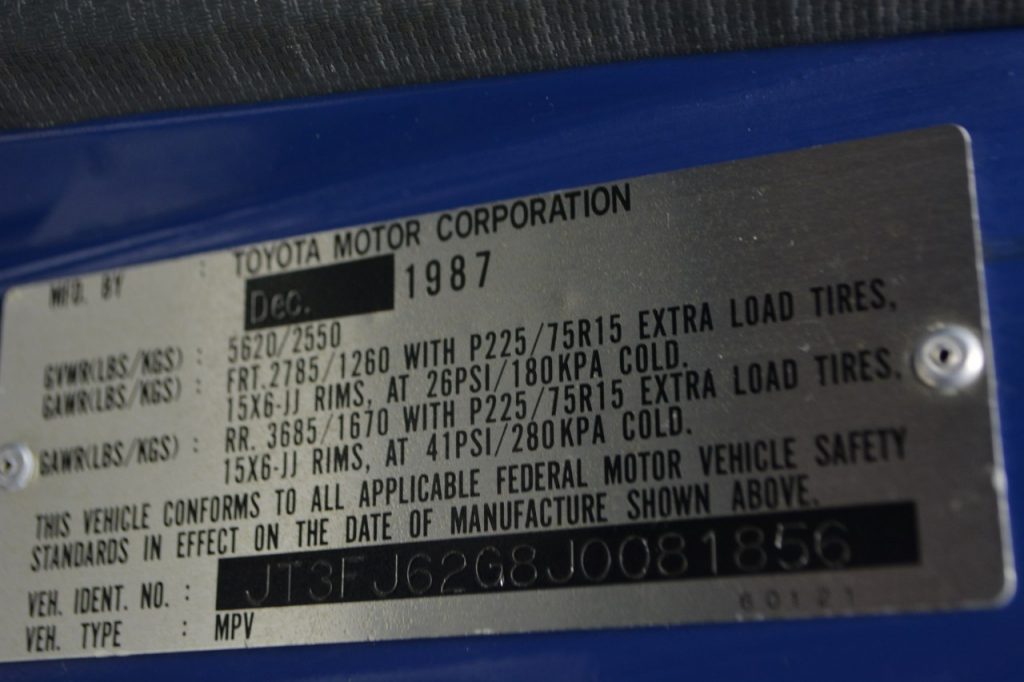 MFD. BY : TOYOTA MOTOR CORPORATION
Dec. 1987
GVWR(LBS/KGS) : 5620/2550
GAWR(LBS/KGS) : FRT.2785/1260 WITH P225/75R15 EXTRA LOAD TIRES,
15X6-JJ RIMS, AT 26PSI/180KPA COLD.
GAWR(LBS/KGS) : RR. 3685/1670 WITH P225/75R15 EXTRA LOAD TIRES,
15X6-JJ RIMS, AT 41PSI/280KPA COLD.
THIS VEHICLE CONFORMS TO ALL APPLICABLE FEDERAL MOTOR VEHICLE SAFETY
STANDARDS IN EFFECT ON THE DATE OF MANUFACTURE SHOWN ABOVE.
VEH. IDENT. NO. : JT3FJ62G8J0081856
VEH. TYPE : MPV
60121